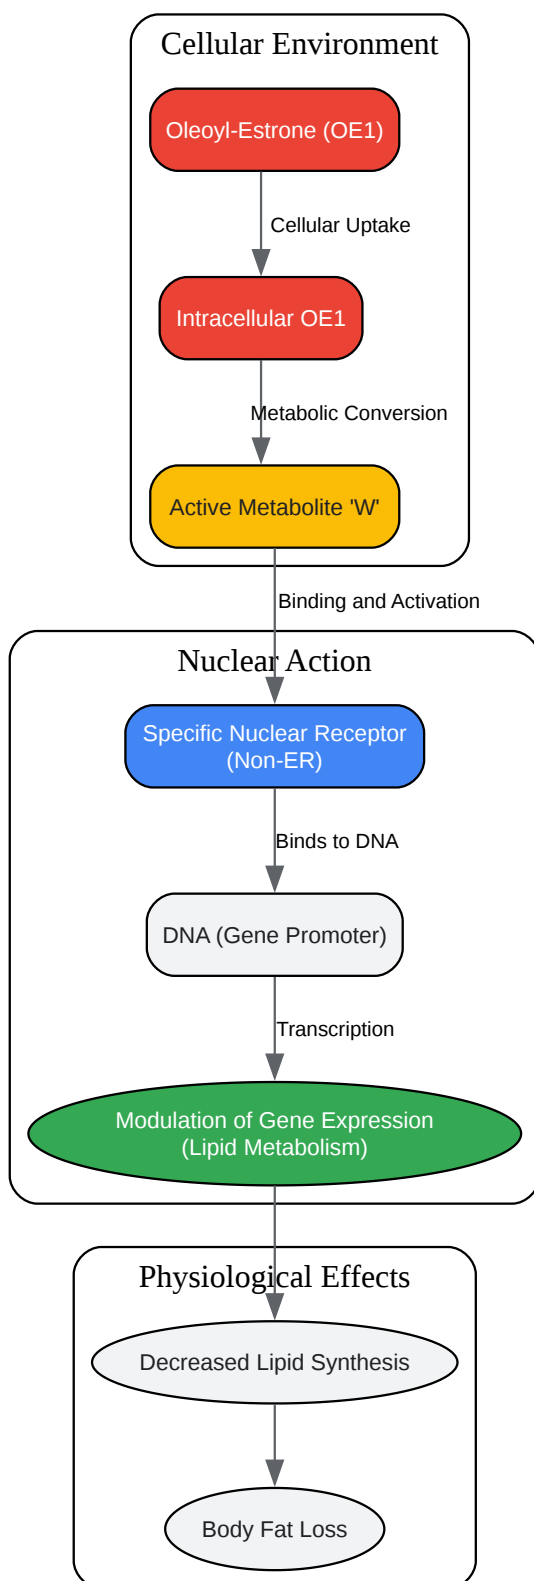 Cellular Environment
Oleoyl-Estrone (OE1)
Cellular Uptake
Intracellular OE1
Metabolic Conversion
Active Metabolite 'W'
Binding and Activation
Nuclear Action
Specific Nuclear Receptor
(Non-ER)
Binds to DNA
DNA (Gene Promoter)
Transcription
Modulation of Gene Expression
(Lipid Metabolism)
Physiological Effects
Decreased Lipid Synthesis
Body Fat Loss